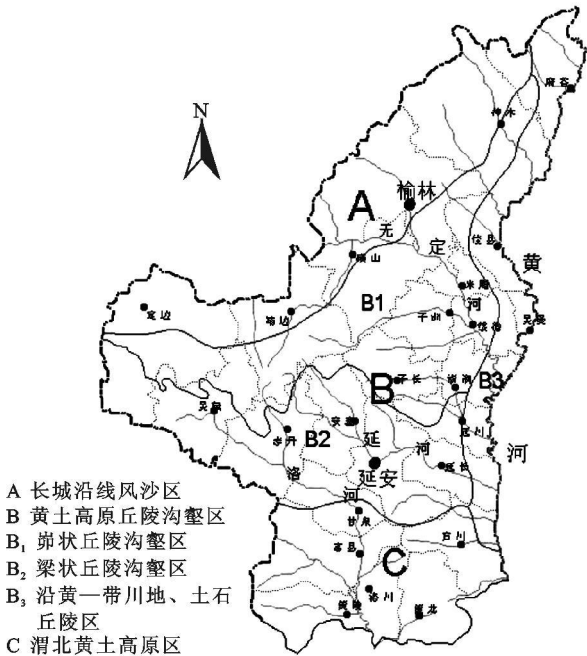 N
府谷
神木
榆林
A
无
定
佳县
黄
横山
米脂
B1
河
子洲
绥德
吴堡
定边
靖边
B
子长
清涧
B3
吴起
志丹
安塞
B2
延
延川
河
河
延安
延长
洛
河
甘泉
宜川
富县
C
洛川
黄陵
A 长城沿线风沙区
B 黄土高原丘陵沟壑区
B₁ 峁状丘陵沟壑区
B₂ 梁状丘陵沟壑区
B₃ 沿黄—带川地、土石
丘陵区
C 渭北黄土高原区